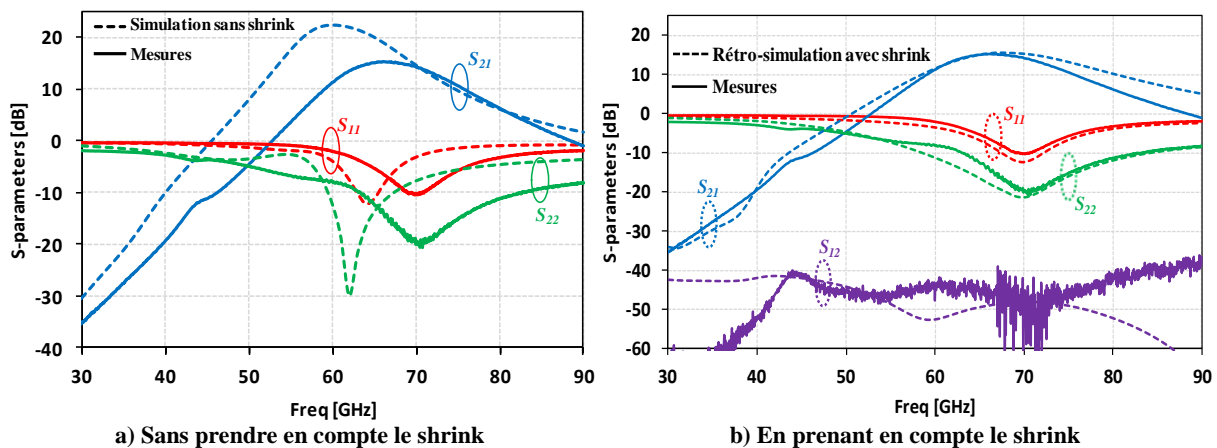 Simulation sans shrink
Mesures
S21
S11
S22
S-parameters [dB]
20
10
0
-10
-20
-30
-40
30
40
50
60
70
80
90
Freq [GHz]
a) Sans prendre en compte le shrink
Rétro-simulation avec shrink
Mesures
S11
S21
S22
S12
S-parameters [dB]
20
10
0
-10
-20
-30
-40
-50
-60
30
40
50
60
70
80
90
Freq [GHz]
b) En prenant en compte le shrink